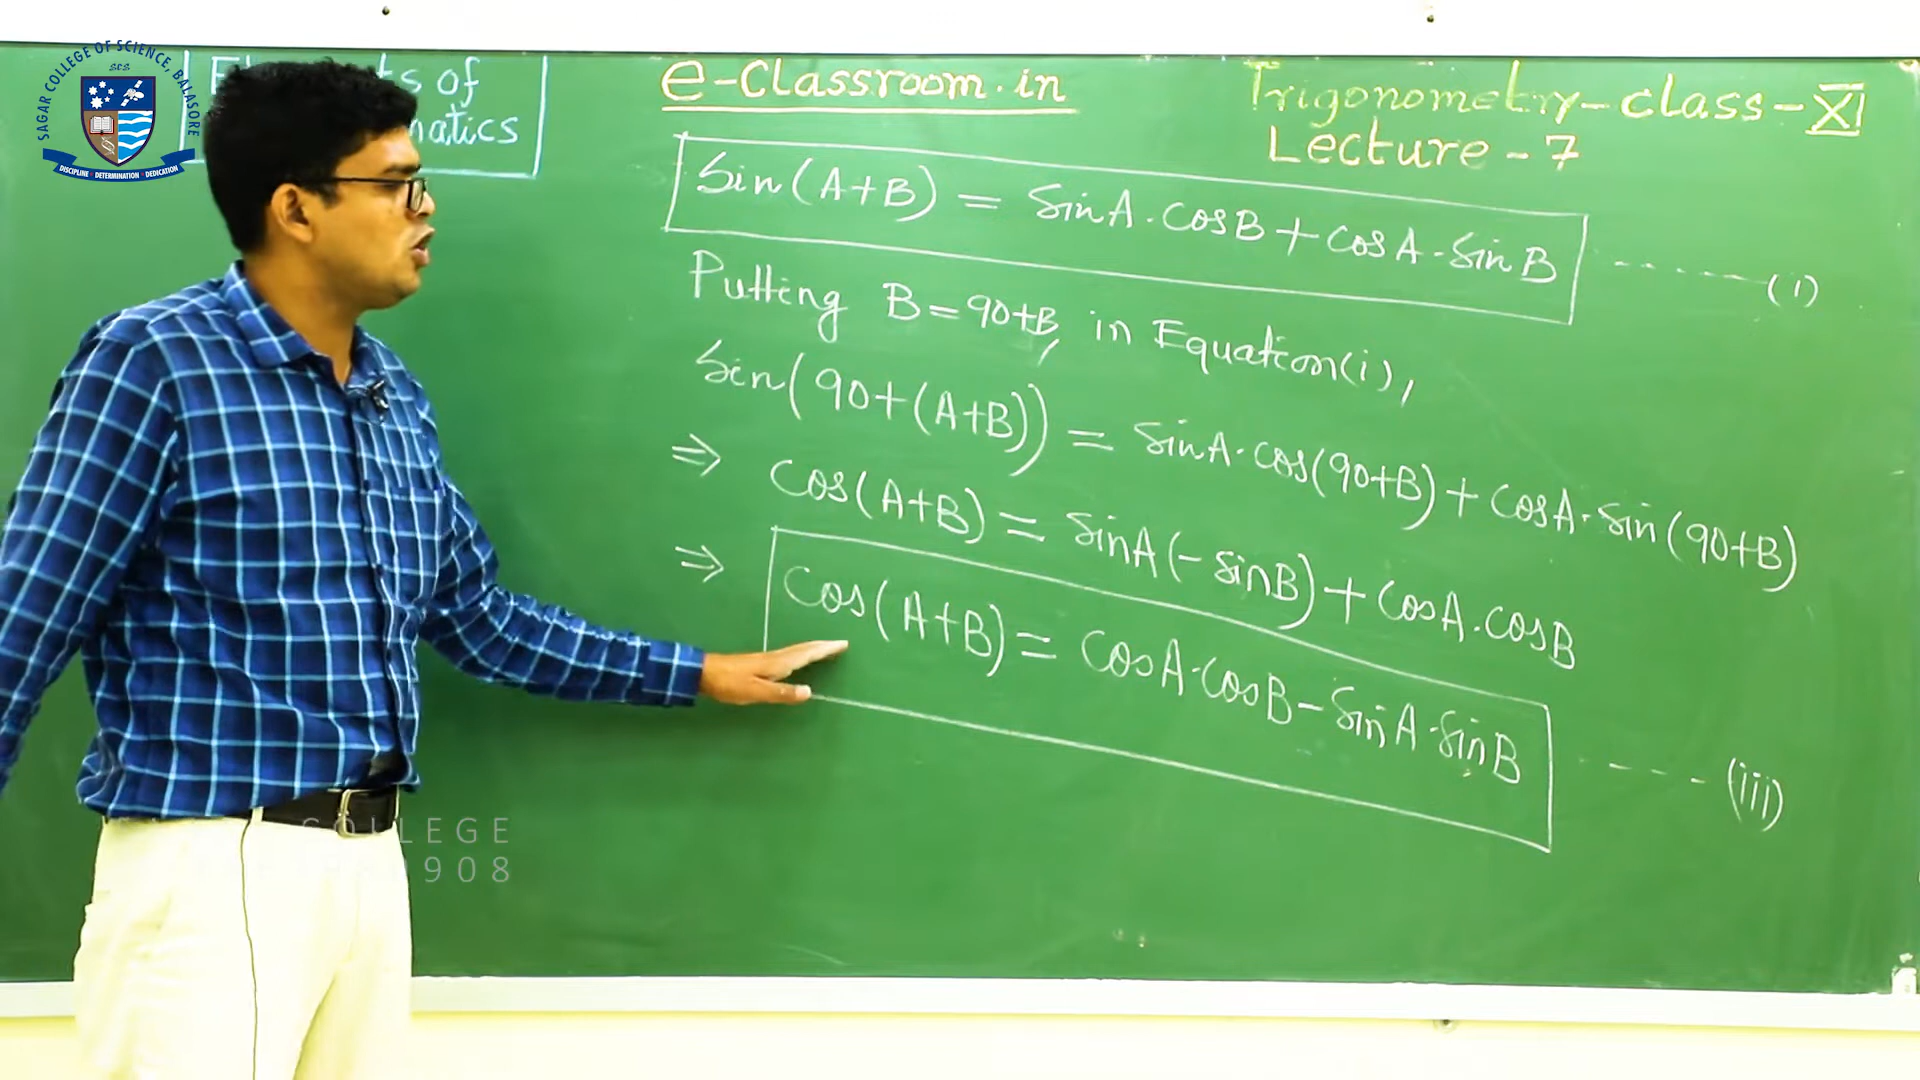 SAGAR COLLEGE OF SCIENCE, BALASORE
SCS
DISCIPLINE · DETERMINATION · DEDICATION
of
e-Classroom.in
Trigonometry-class-XI
Lecture-7
Sin(A+B) = SinA.CosB+CosA.SinB ------(i)
Putting B=90+B, in Equation(i),
Sin(90+(A+B)) = SinA.cos(90+B)+CosA.Sin(90+B)
⇒ Cos(A+B) = SinA(-SinB)+CosA.CosB
⇒ Cos(A+B) = CosA.CosB-SinA.SinB ----(iii)
COLLEGE
908